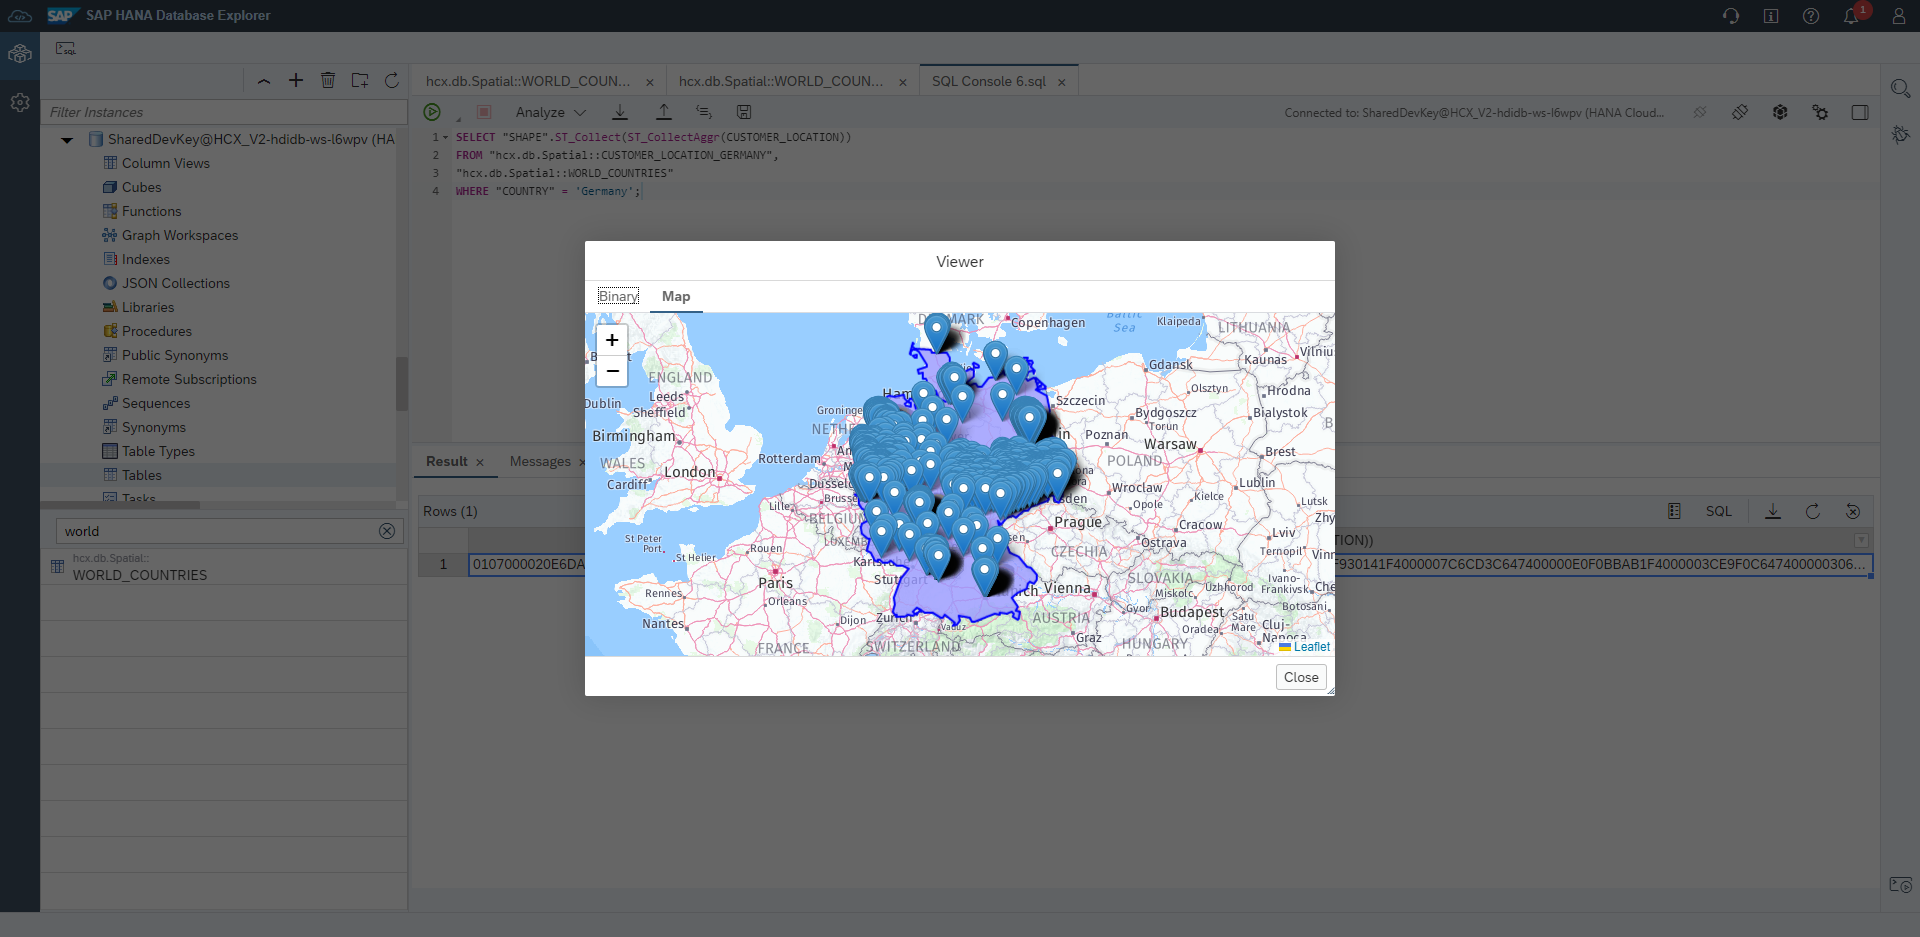 SAP SAP HANA Database Explorer
1
SQL
Filter Instances
SharedDevKey@HCX_V2-hdidb-ws-l6wpv (HA
Column Views
Cubes
Functions
Graph Workspaces
Indexes
JSON Collections
Libraries
Procedures
Public Synonyms
Remote Subscriptions
Sequences
Synonyms
Table Types
Tables
Tasks
world
hcx.db.Spatial::
WORLD_COUNTRIES
hcx.db.Spatial::WORLD_COUN...
hcx.db.Spatial::WORLD_COUN...
SQL Console 6.sql
Analyze
Connected to: SharedDevKey@HCX_V2-hdidb-ws-l6wpv (HANA Cloud...
1 SELECT "SHAPE".ST_Collect(ST_CollectAggr(CUSTOMER_LOCATION))
2 FROM "hcx.db.Spatial::CUSTOMER_LOCATION_GERMANY",
3 "hcx.db.Spatial::WORLD_COUNTRIES"
4 WHERE "COUNTRY" = 'Germany';
Result
Messages
Rows (1)
SQL
TION))
1 0107000020E6DA
F930141F4000007C6CD3C647400000E0F0BBAB1F4000003CE9F0C647400000306...
Viewer
Binary
Map
+
−
Copenhagen
Baltic
Sea
Klaipeda
LITHUANIA
Vilniu
Kaunas
Gdansk
ENGLAND
Leeds
Sheffield
Dublin
Birmingham
WALES
Cardiff
London
Groninge
NETHE
Rotterdam
Dusseld
Brusse
Lille
BELGIUM
LUXEMB
Ham
Szczecin
Olsztyn
Hrodna
Bydgoszcz
Bialystok
Torun
in
Poznan
Warsaw
Brest
POLAND
Lublin
Wroclaw
Kielce
Lutsk
Opole
den
Zhy
Prague
Cracow
Lviv
Ostrava
Ternopil
Vinn
CZECHIA
St Peter
Port
St Helier
Rouen
Paris
Karls
Stuttgart
Rennes
Orleans
Nantes
Dijon
Zurich
Vaduz
FRANCE
SWITZERLAND
Vienna
SLOVAKIA
Miskolc
Uzhhorod
Ivano-
Frankivsk
Che
Gyor
Budapest
Satu
Mare
Botosani
AUSTRIA
Graz
HUNGARY
Oradea
Cluj-
Napoca
Leaflet
Close